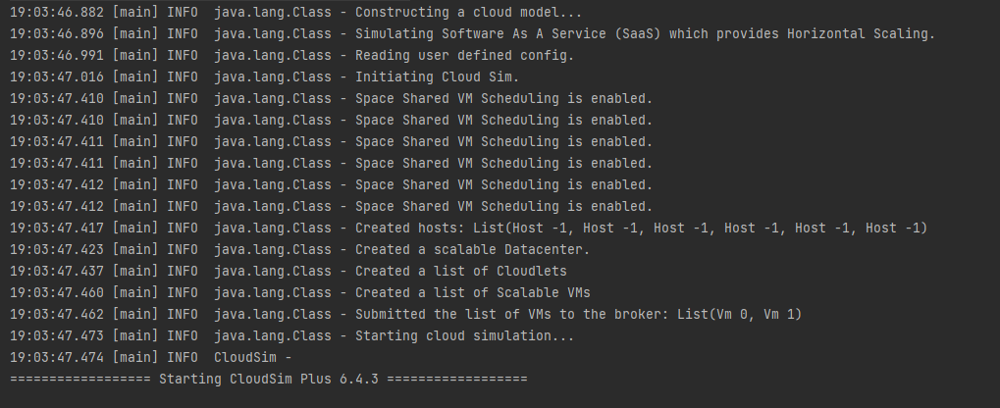 19:03:46.882 [main] INFO  java.lang.Class - Constructing a cloud model...
19:03:46.896 [main] INFO  java.lang.Class - Simulating Software As A Service (SaaS) which provides Horizontal Scaling.
19:03:46.991 [main] INFO  java.lang.Class - Reading user defined config.
19:03:47.016 [main] INFO  java.lang.Class - Initiating Cloud Sim.
19:03:47.410 [main] INFO  java.lang.Class - Space Shared VM Scheduling is enabled.
19:03:47.410 [main] INFO  java.lang.Class - Space Shared VM Scheduling is enabled.
19:03:47.411 [main] INFO  java.lang.Class - Space Shared VM Scheduling is enabled.
19:03:47.411 [main] INFO  java.lang.Class - Space Shared VM Scheduling is enabled.
19:03:47.412 [main] INFO  java.lang.Class - Space Shared VM Scheduling is enabled.
19:03:47.412 [main] INFO  java.lang.Class - Space Shared VM Scheduling is enabled.
19:03:47.417 [main] INFO  java.lang.Class - Created hosts: List(Host -1, Host -1, Host -1, Host -1, Host -1, Host -1)
19:03:47.423 [main] INFO  java.lang.Class - Created a scalable Datacenter.
19:03:47.437 [main] INFO  java.lang.Class - Created a list of Cloudlets
19:03:47.460 [main] INFO  java.lang.Class - Created a list of Scalable VMs
19:03:47.462 [main] INFO  java.lang.Class - Submitted the list of VMs to the broker: List(Vm 0, Vm 1)
19:03:47.473 [main] INFO  java.lang.Class - Starting cloud simulation...
19:03:47.474 [main] INFO  CloudSim -
================== Starting CloudSim Plus 6.4.3 ==================